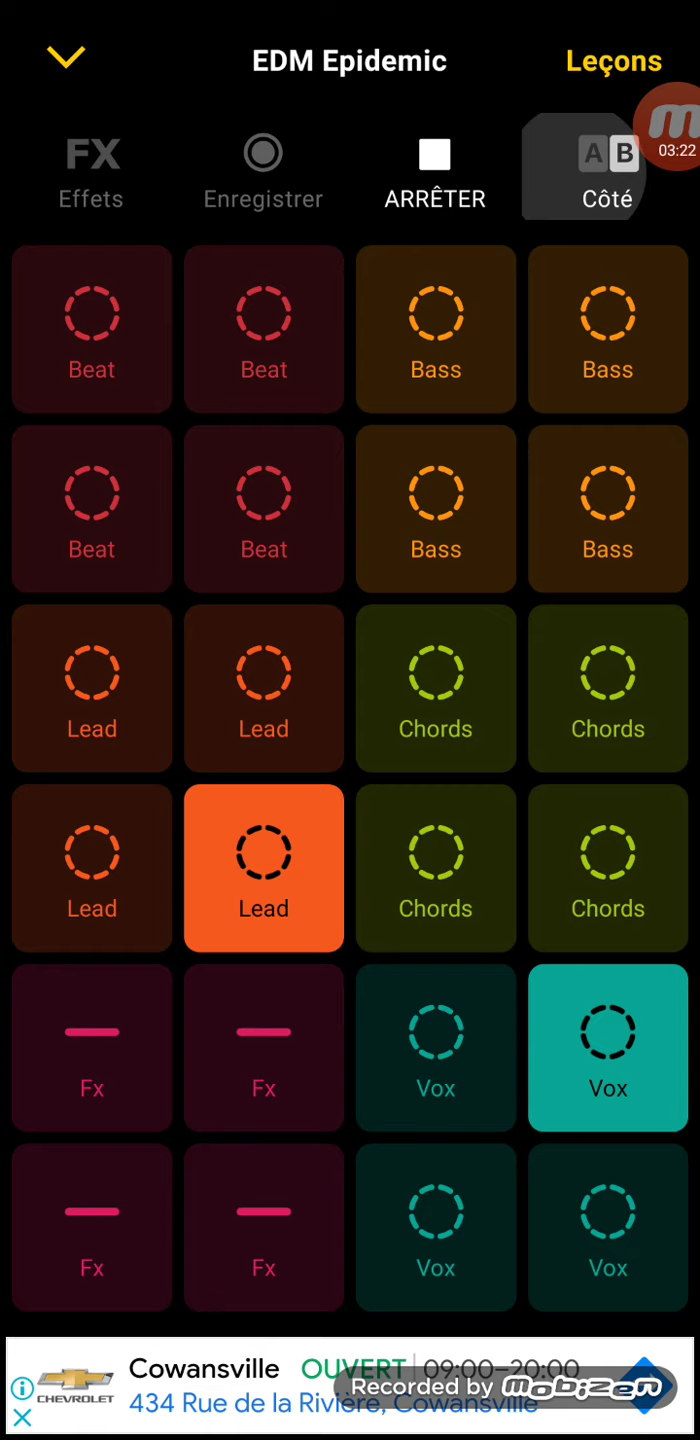 EDM Epidemic
Leçons
03:22
FX
A B
Effets
Enregistrer
ARRÊTER
Côté
Beat Beat Bass Bass
Beat Beat Bass Bass
Lead Lead Chords Chords
Lead Lead Chords Chords
Fx Fx Vox Vox
Fx Fx Vox Vox
Cowansville OUVERT 09:00–20:00
CHEVROLET
434 Rue de la Rivière, Cowansville
Recorded by mobizen